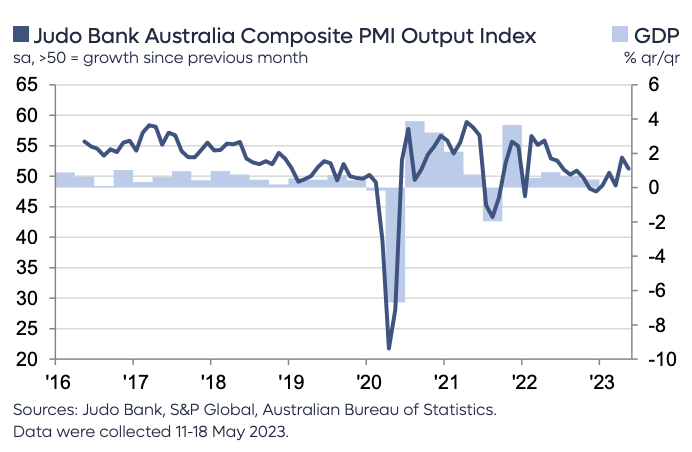 Judo Bank Australia Composite PMI Output Index
GDP
sa, >50 = growth since previous month
% qr/qr
65
60
55
50
45
40
35
30
25
20
6
4
2
0
-2
-4
-6
-8
-10
'16 '17 '18 '19 '20 '21 '22 '23
Sources: Judo Bank, S&P Global, Australian Bureau of Statistics.
Data were collected 11-18 May 2023.